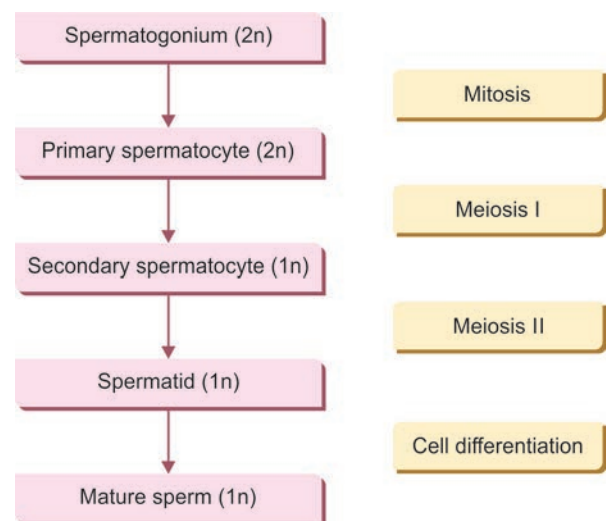 Spermatogonium (2n)
Mitosis
Primary spermatocyte (2n)
Meiosis I
Secondary spermatocyte (1n)
Meiosis II
Spermatid (1n)
Cell differentiation
Mature sperm (1n)